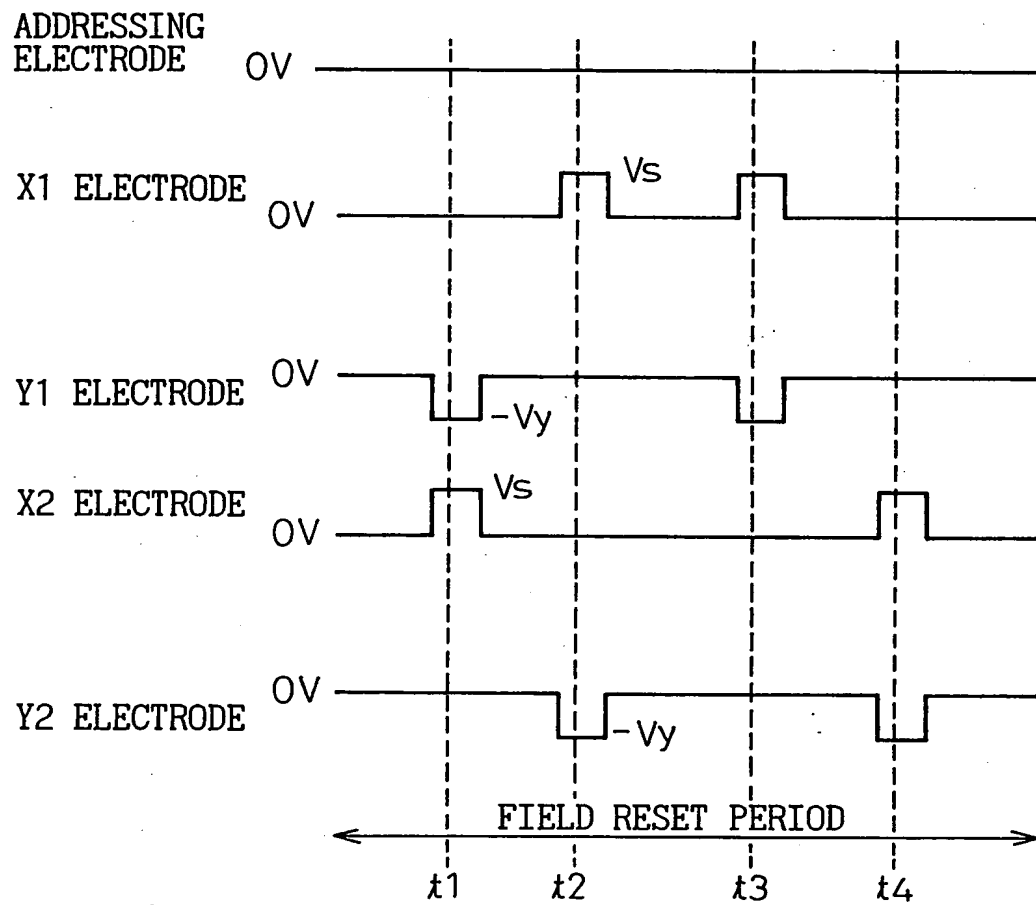 ADDRESSING
ELECTRODE
0V
X1 ELECTRODE
0V
Vs
Y1 ELECTRODE
0V
-Vy
X2 ELECTRODE
0V
Vs
Y2 ELECTRODE
0V
-Vy
FIELD RESET PERIOD
t1 t2 t3 t4